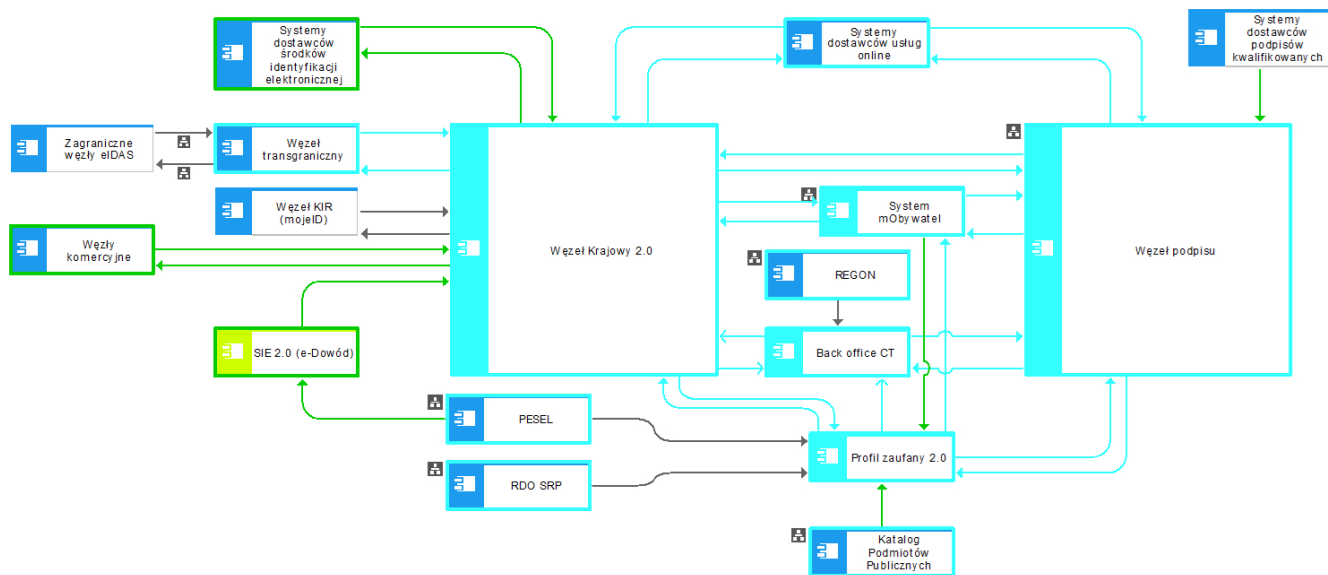 Systemy
dostawców
środków
identyfikacji
elektronicznej
Systemy
dostawców usług
online
Systemy
dostawców
podpisów
kwalifikowanych
Zagraniczne
węzły eIDAS
Węzeł
transgraniczny
Węzeł KIR
(mojeID)
System
mObywatel
Węzły
komercyjne
Węzeł Krajowy 2.0
Węzeł podpisu
REGON
SIE 2.0 (e-Dowód)
Back office CT
PESEL
Profil zaufany 2.0
RDO SRP
Katalog
Podmiotów
Publicznych